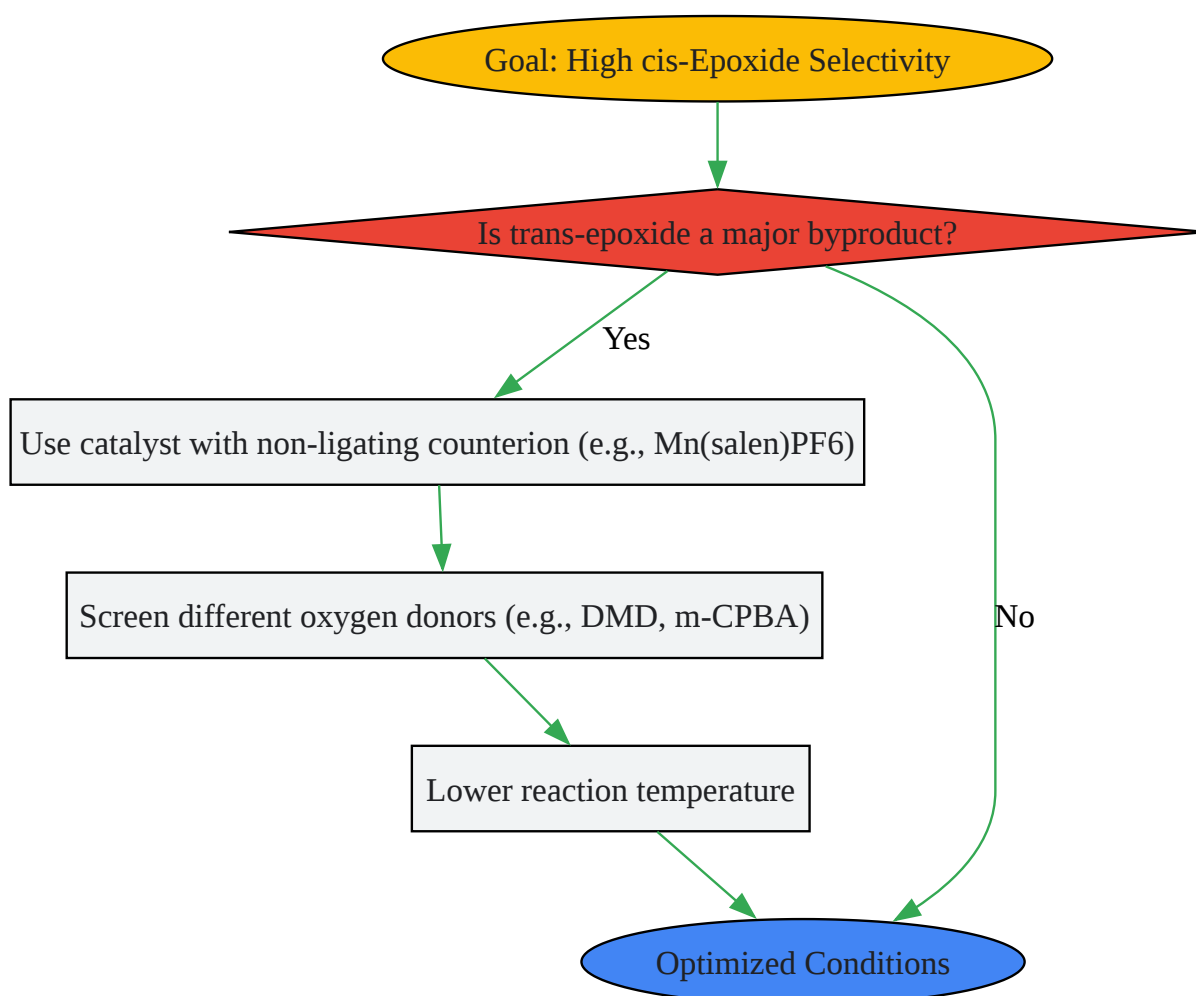 Goal: High cis-Epoxide Selectivity
Is trans-epoxide a major byproduct?
Yes
Use catalyst with non-ligating counterion (e.g., Mn(salen)PF6)
Screen different oxygen donors (e.g., DMD, m-CPBA)
No
Lower reaction temperature
Optimized Conditions